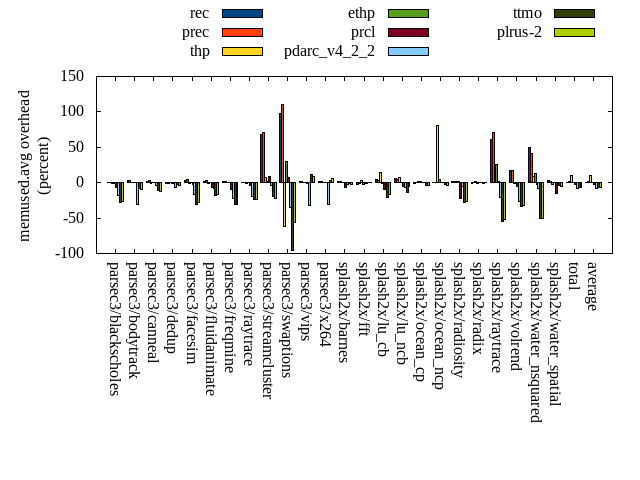 rec ethp ttmo
prec prcl plrus-2
thp pdarc_v4_2_2
memused.avg overhead
(percent)
150
100
50
0
-50
-100
parsec3/blackscholes
parsec3/bodytrack
parsec3/canneal
parsec3/dedup
parsec3/facesim
parsec3/fluidanimate
parsec3/freqmine
parsec3/raytrace
parsec3/streamcluster
parsec3/swaptions
parsec3/vips
parsec3/x264
splash2x/barnes
splash2x/fft
splash2x/lu_cb
splash2x/lu_ncb
splash2x/ocean_cp
splash2x/ocean_ncp
splash2x/radiosity
splash2x/radix
splash2x/raytrace
splash2x/volrend
splash2x/water_nsquared
splash2x/water_spatial
total
average